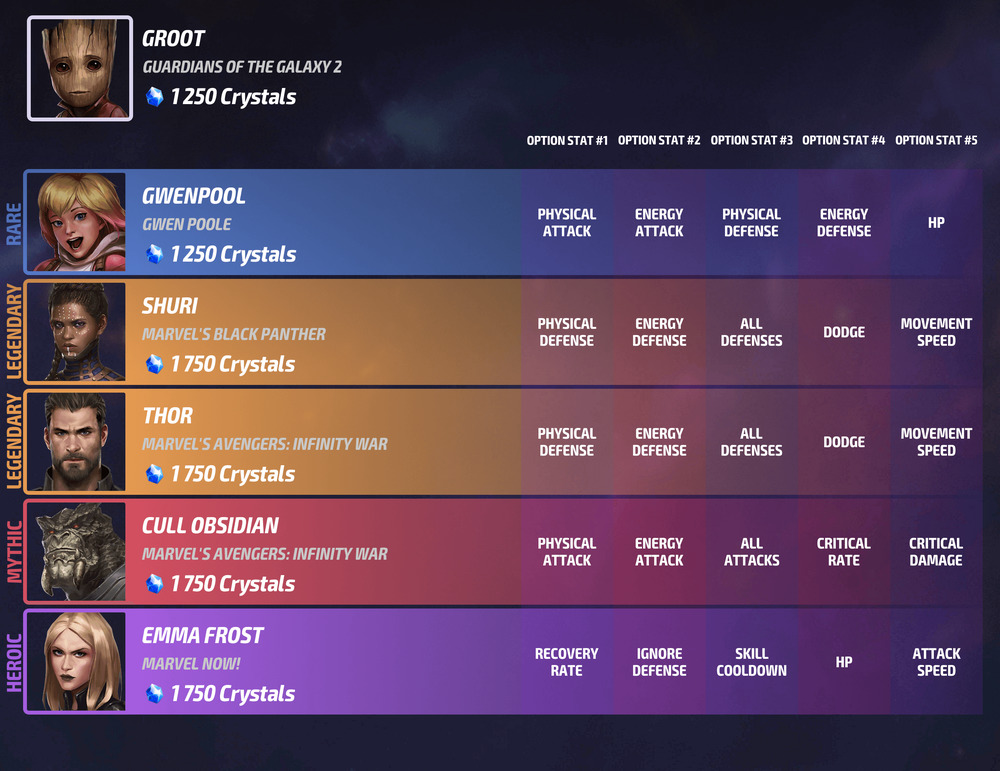 GROOT
GUARDIANS OF THE GALAXY 2
1 250 Crystals
OPTION STAT #1 OPTION STAT #2 OPTION STAT #3 OPTION STAT #4 OPTION STAT #5
RARE
GWENPOOL
GWEN POOLE
1 250 Crystals
PHYSICAL
ATTACK
ENERGY
ATTACK
PHYSICAL
DEFENSE
ENERGY
DEFENSE
HP
LEGENDARY
SHURI
MARVEL'S BLACK PANTHER
1 750 Crystals
PHYSICAL
DEFENSE
ENERGY
DEFENSE
ALL
DEFENSES
DODGE
MOVEMENT
SPEED
LEGENDARY
THOR
MARVEL'S AVENGERS: INFINITY WAR
1 750 Crystals
PHYSICAL
DEFENSE
ENERGY
DEFENSE
ALL
DEFENSES
DODGE
MOVEMENT
SPEED
MYTHIC
CULL OBSIDIAN
MARVEL'S AVENGERS: INFINITY WAR
1 750 Crystals
PHYSICAL
ATTACK
ENERGY
ATTACK
ALL
ATTACKS
CRITICAL
RATE
CRITICAL
DAMAGE
HEROIC
EMMA FROST
MARVEL NOW!
1 750 Crystals
RECOVERY
RATE
IGNORE
DEFENSE
SKILL
COOLDOWN
HP
ATTACK
SPEED